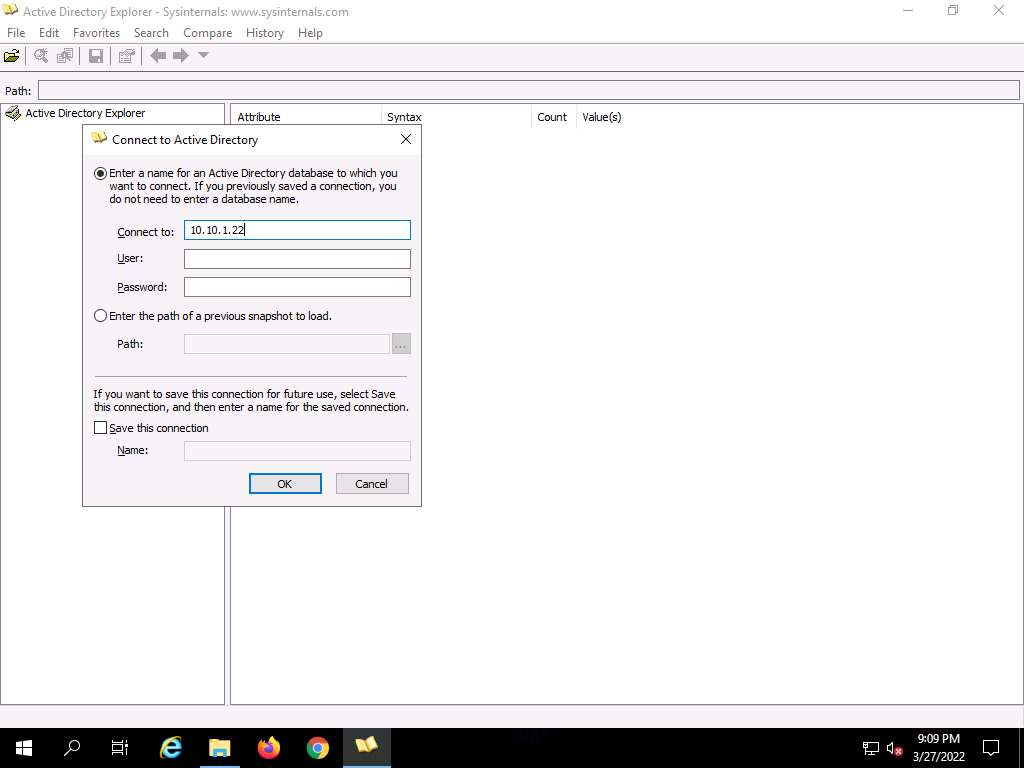 Active Directory Explorer - Sysinternals: www.sysinternals.com
File Edit Favorites Search Compare History Help
Path:
Active Directory Explorer
Attribute Syntax Count Value(s)
Connect to Active Directory
Enter a name for an Active Directory database to which you
want to connect. If you previously saved a connection, you
do not need to enter a database name.
Connect to: 10.10.1.22
User:
Password:
Enter the path of a previous snapshot to load.
Path: ...
If you want to save this connection for future use, select Save
this connection, and then enter a name for the saved connection.
Save this connection
Name:
OK Cancel
9:09 PM
3/27/2022